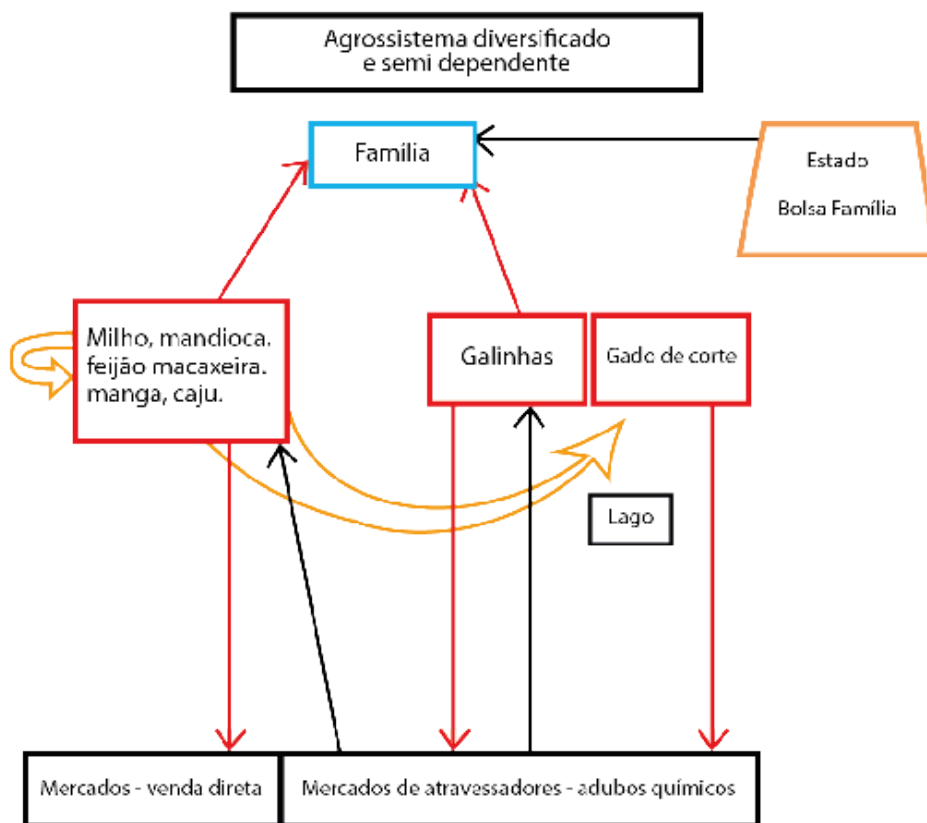 Agrossistema diversificado
e semi dependente
Família
Estado
Bolsa Família
Milho, mandioca.
feijão macaxeira.
manga, caju.
Galinhas
Gado de corte
Lago
Mercados - venda direta
Mercados de atravessadores - adubos químicos